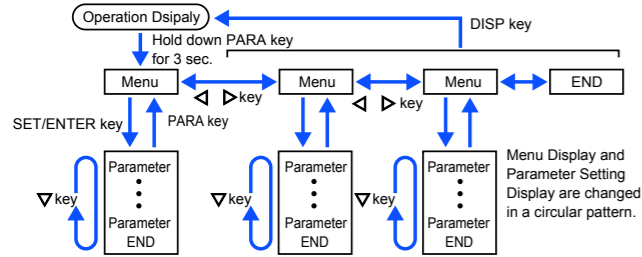 Operation Dsipaly
DISP key
Hold down PARA key
for 3 sec.
Menu
Menu
Menu
END
key
key
SET/ENTER key
PARA key
Parameter
Parameter
END
key
Parameter
Parameter
END
key
Parameter
Parameter
END
key
Menu Display and
Parameter Setting
Display are changed
in a circular pattern.